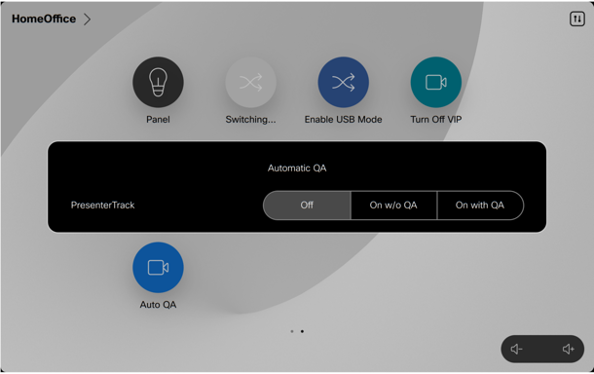 HomeOffice
Panel
Switching...
Enable USB Mode
Turn Off VIP
Automatic QA
PresenterTrack
Off
On w/o QA
On with QA
Auto QA